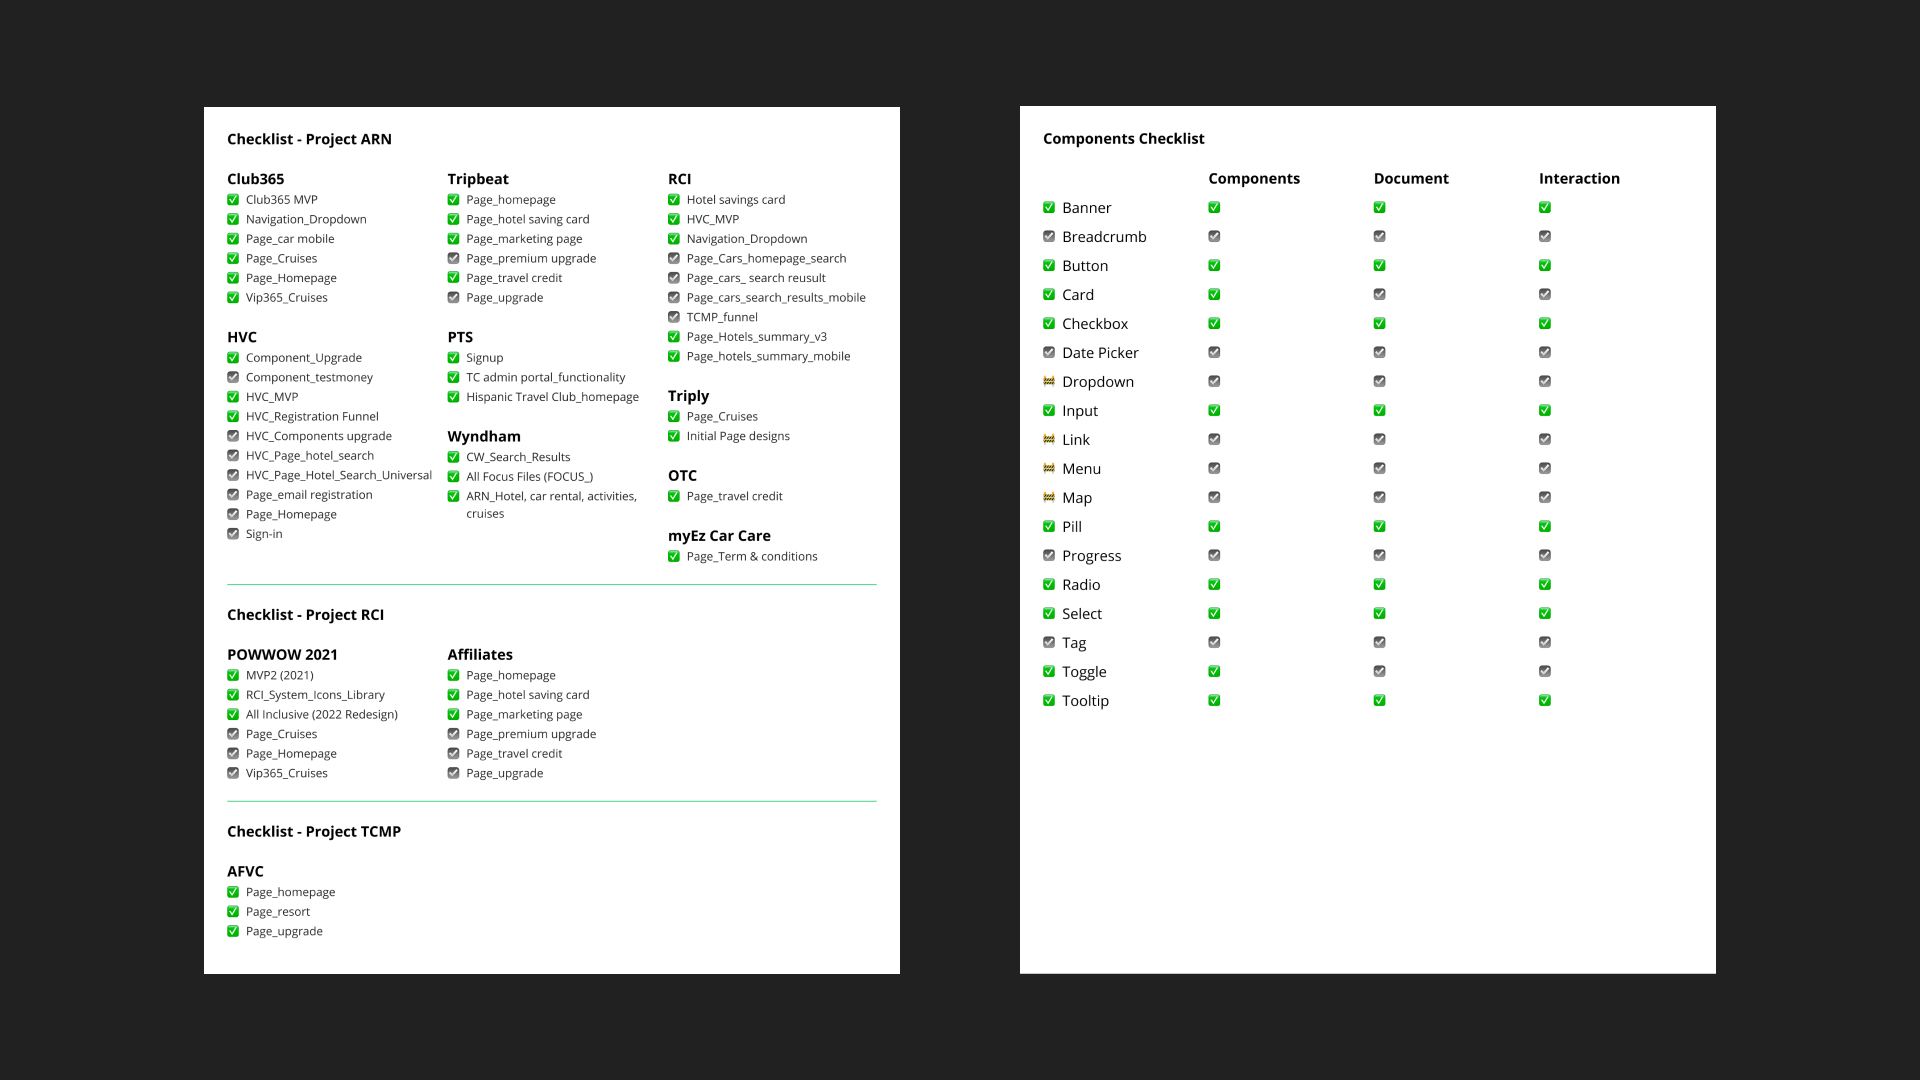 Checklist - Project ARN
Club365
Club365 MVP
Navigation_Dropdown
Page_car mobile
Page_Cruises
Page_Homepage
Vip365_Cruises
HVC
Component_Upgrade
Component_testmoney
HVC_MVP
HVC_Registration Funnel
HVC_Components upgrade
HVC_Page_hotel_search
HVC_Page_Hotel_Search_Universal
Page_email registration
Page_Homepage
Sign-in
Tripbeat
Page_homepage
Page_hotel saving card
Page_marketing page
Page_premium upgrade
Page_travel credit
Page_upgrade
PTS
Signup
TC admin portal_functionality
Hispanic Travel Club_homepage
Wyndham
CW_Search_Results
All Focus Files (FOCUS_)
ARN_Hotel, car rental, activities,
cruises
RCI
Hotel savings card
HVC_MVP
Navigation_Dropdown
Page_Cars_homepage_search
Page_cars_ search reusult
Page_cars_search_results_mobile
TCMP_funnel
Page_Hotels_summary_v3
Page_hotels_summary_mobile
Triply
Page_Cruises
Initial Page designs
OTC
Page_travel credit
myEz Car Care
Page_Term & conditions
Checklist - Project RCI
POWWOW 2021
MVP2 (2021)
RCI_System_Icons_Library
All Inclusive (2022 Redesign)
Page_Cruises
Page_Homepage
Vip365_Cruises
Affiliates
Page_homepage
Page_hotel saving card
Page_marketing page
Page_premium upgrade
Page_travel credit
Page_upgrade
Checklist - Project TCMP
AFVC
Page_homepage
Page_resort
Page_upgrade
Components Checklist
Components Document Interaction
Banner
Breadcrumb
Button
Card
Checkbox
Date Picker
Dropdown
Input
Link
Menu
Map
Pill
Progress
Radio
Select
Tag
Toggle
Tooltip